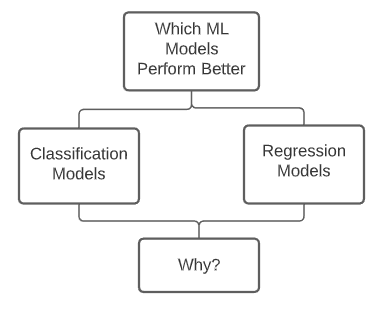 Which ML
Models
Perform Better
Classification
Models
Regression
Models
Why?